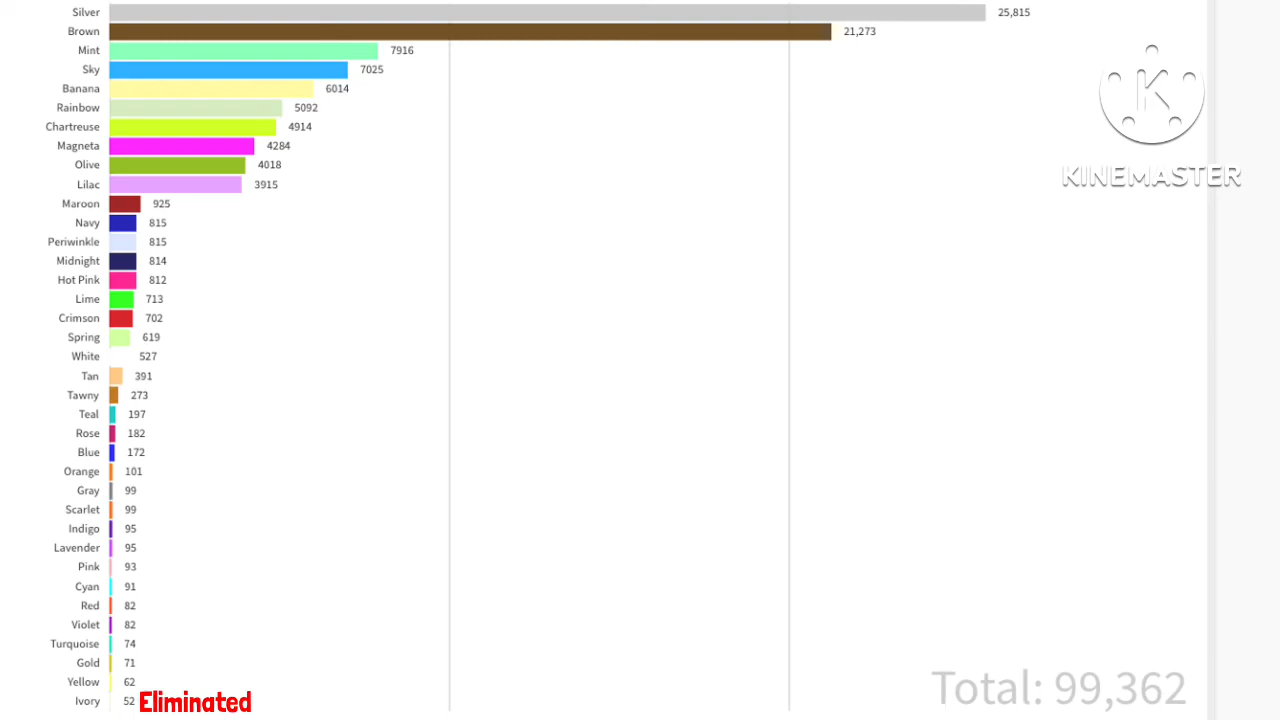 Silver 25,815
Brown 21,273
Mint 7916
Sky 7025
Banana 6014
Rainbow 5092
Chartreuse 4914
Magneta 4284
Olive 4018
Lilac 3915
Maroon 925
Navy 815
Periwinkle 815
Midnight 814
Hot Pink 812
Lime 713
Crimson 702
Spring 619
White 527
Tan 391
Tawny 273
Teal 197
Rose 182
Blue 172
Orange 101
Gray 99
Scarlet 99
Indigo 95
Lavender 95
Pink 93
Cyan 91
Red 82
Violet 82
Turquoise 74
Gold 71
Yellow 62
Ivory 52 Eliminated
K
KINEMASTER
Total: 99,362